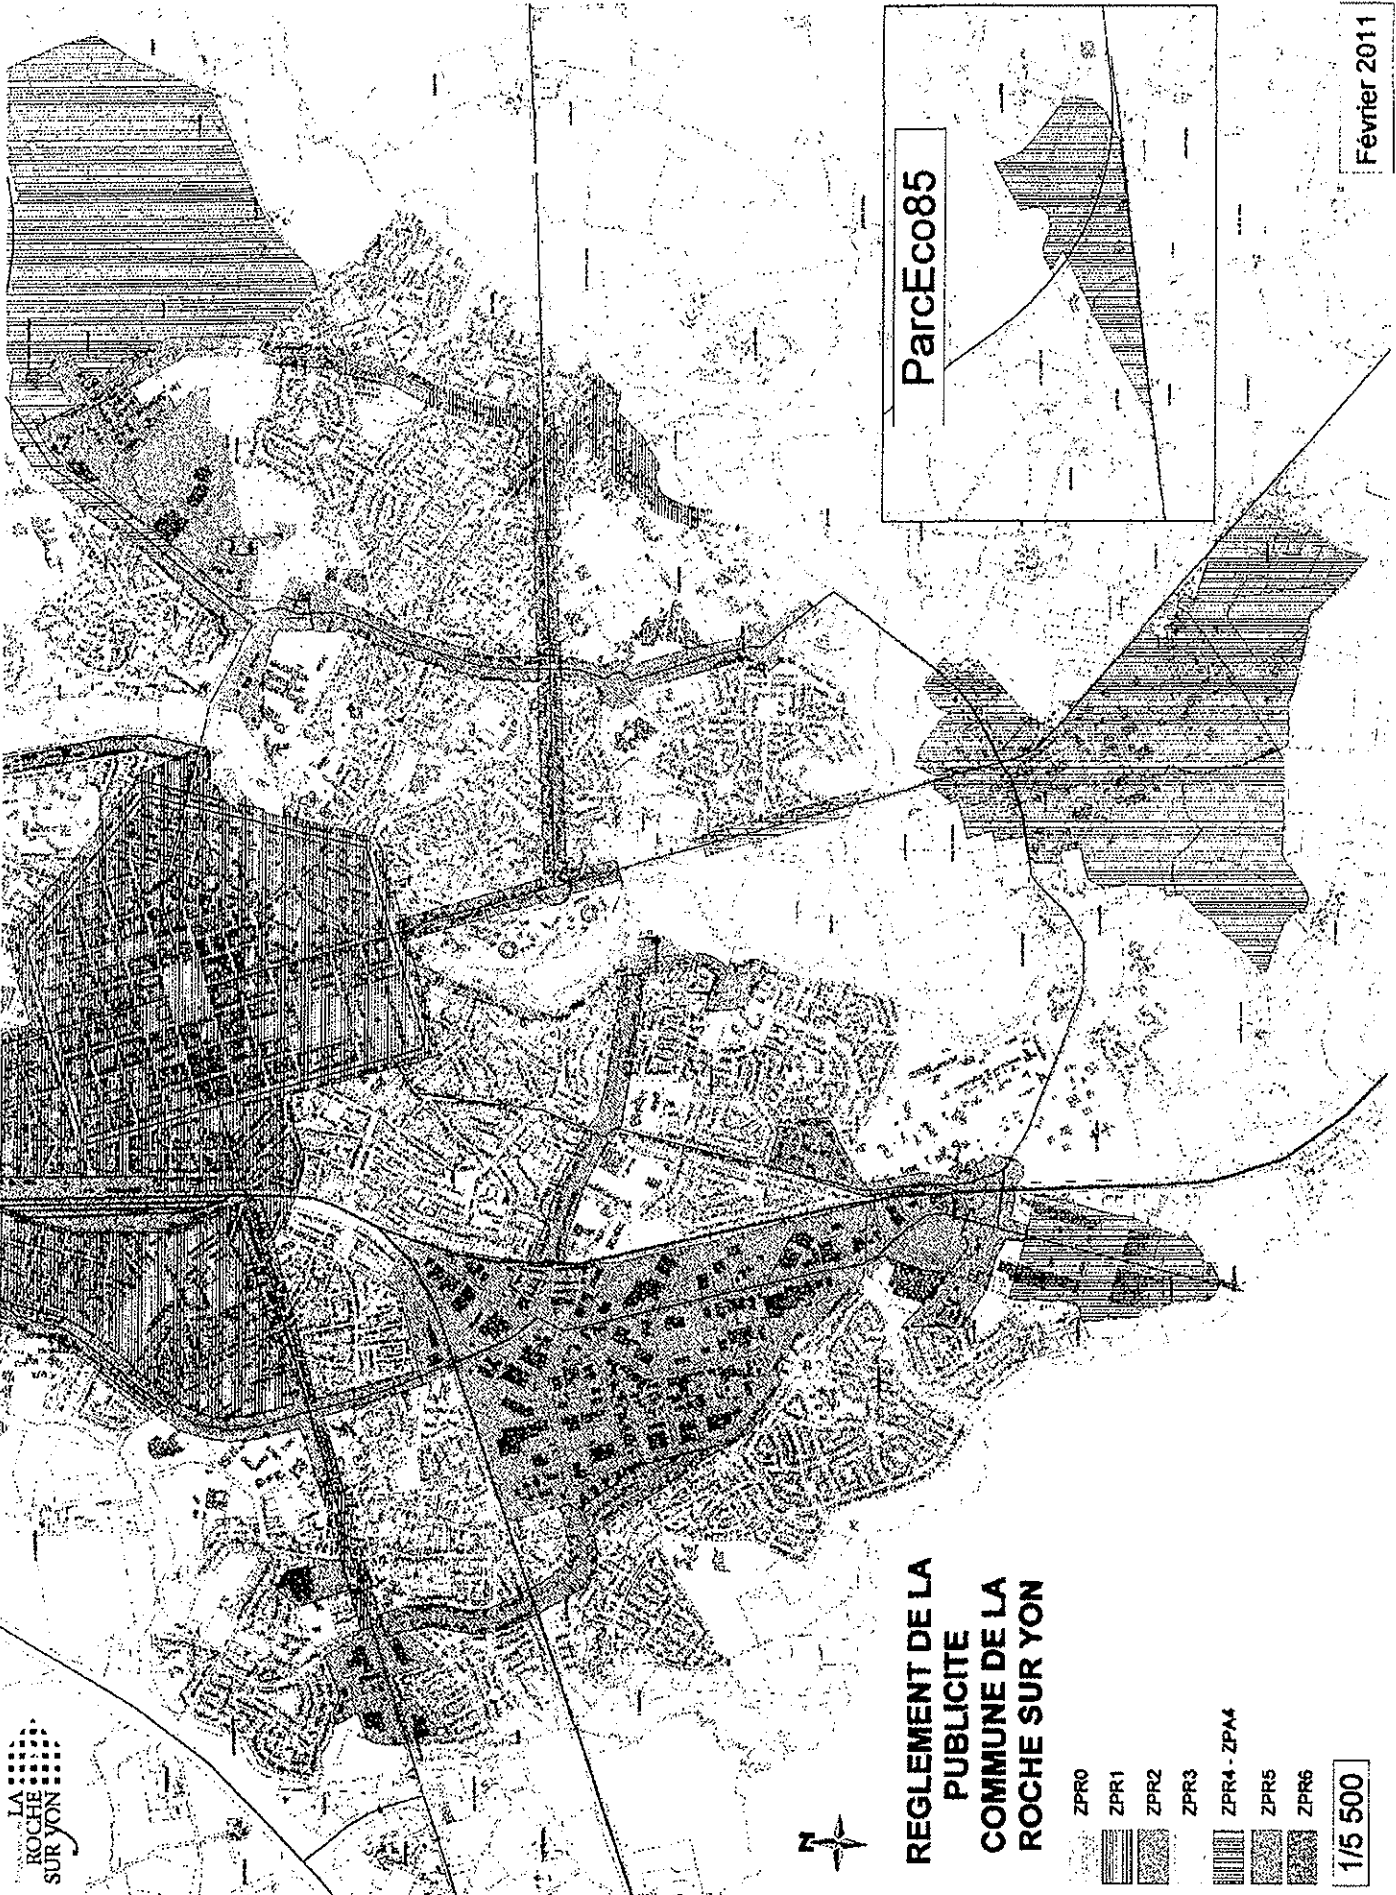 LA
ROCHE
SUR YON
REGLEMENT DE LA
PUBLICITE
COMMUNE DE LA
ROCHE SUR YON
N
ZPR0
ZPR1
ZPR2
ZPR3
ZPR4 - ZPA4
ZPR5
ZPR6
1/5 500
ParcEco85
Février 2011